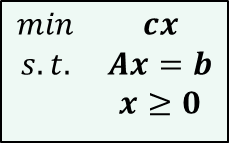 min cx
s. t. Ax = b
x ≥ 0